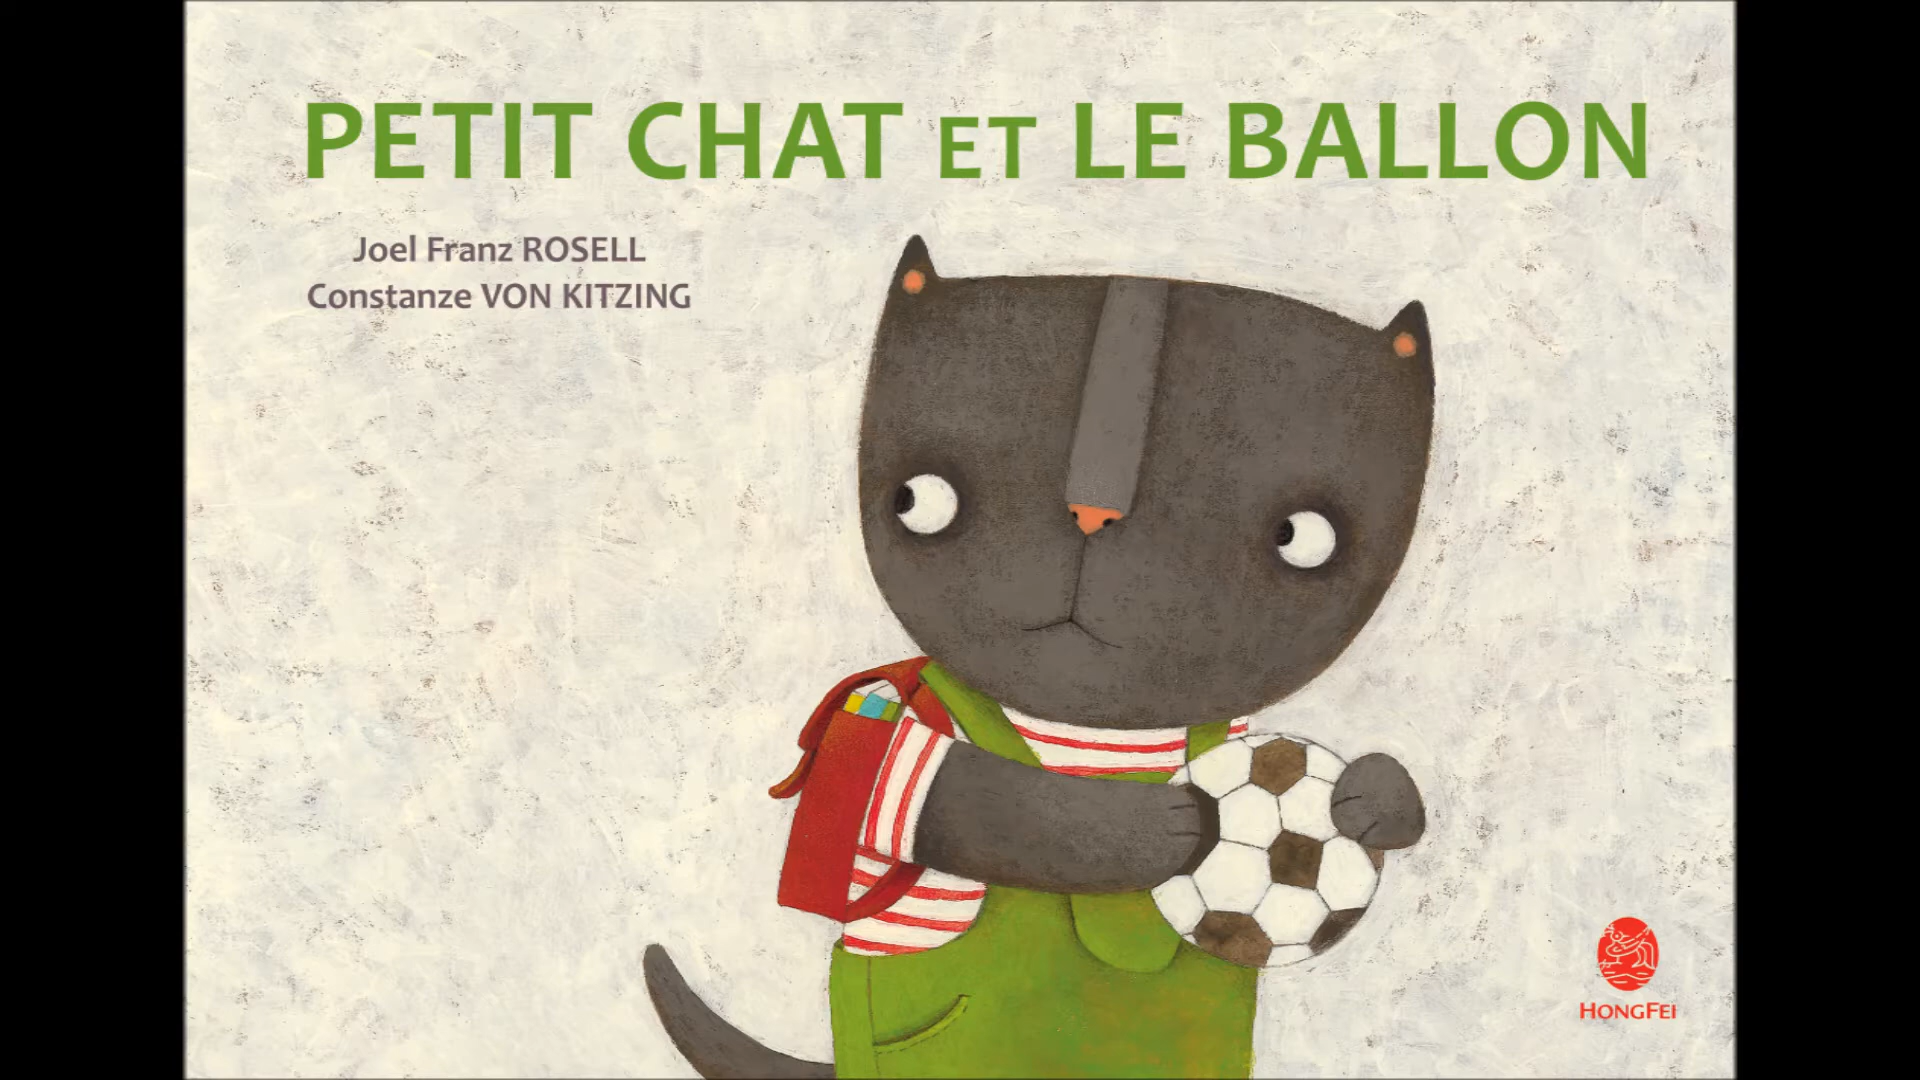 PETIT CHAT ET LE BALLON
Joel Franz ROSELL
Constanze VON KITZING
HONGFEI